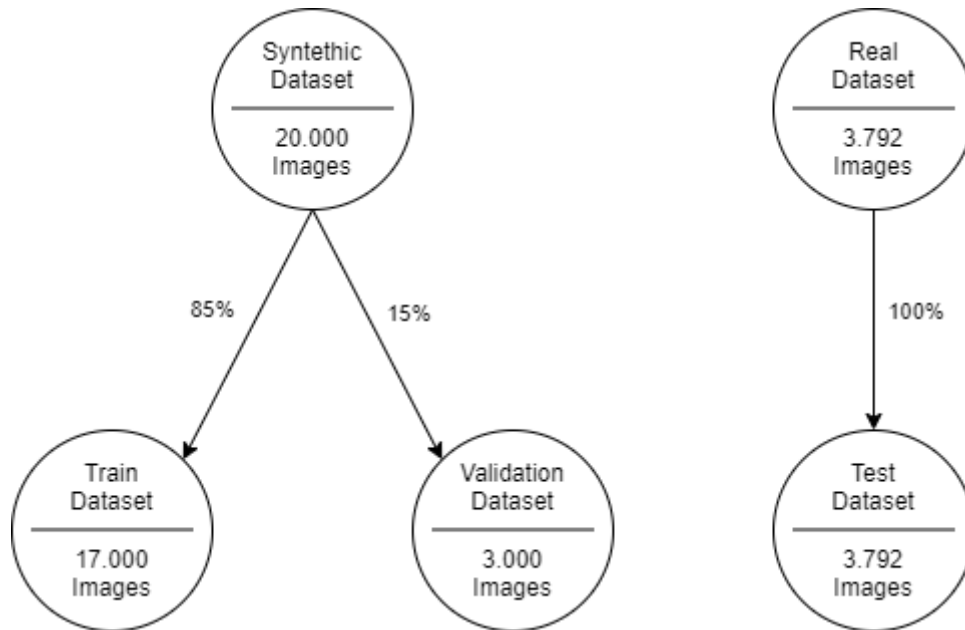 Syntethic
Dataset
20.000
Images
Real
Dataset
3.792
Images
85%
15%
100%
Train
Dataset
17.000
Images
Validation
Dataset
3.000
Images
Test
Dataset
3.792
Images